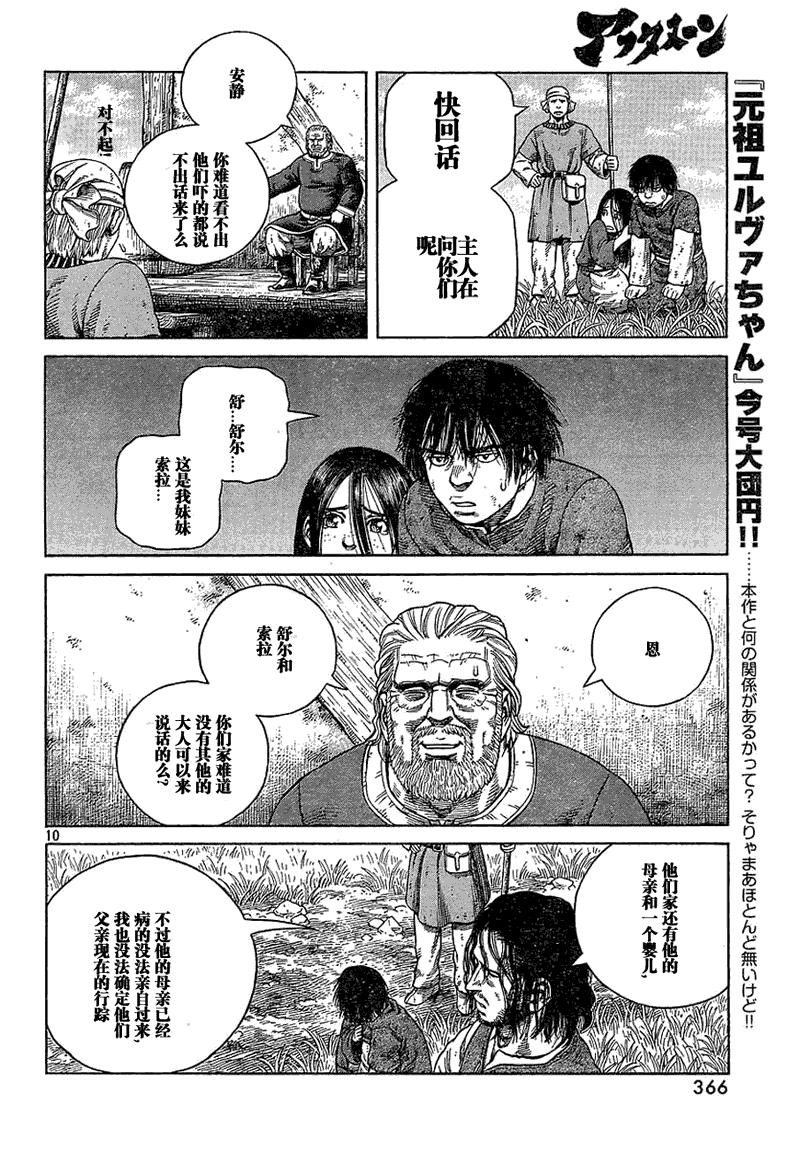 アフタヌーン
『元祖ユルヴァちゃん』今号大団円!!……本作と何の関係があるかって? そりゃまあほとんど無いけど!!
快回话
主人在
问你们
呢
安静
你难道看不出
他们吓的都说
不出话来了么
对不起!
舒…舒尔…
这是我妹妹
索拉…
恩
舒尔和
索拉
你们家难道
没有其他的
大人可以来
说话的么?
10
他们家还有他的
母亲和一个婴儿,
不过他的母亲已经
病的没法亲自过来,
我也没法确定他们
父亲现在的行踪
366